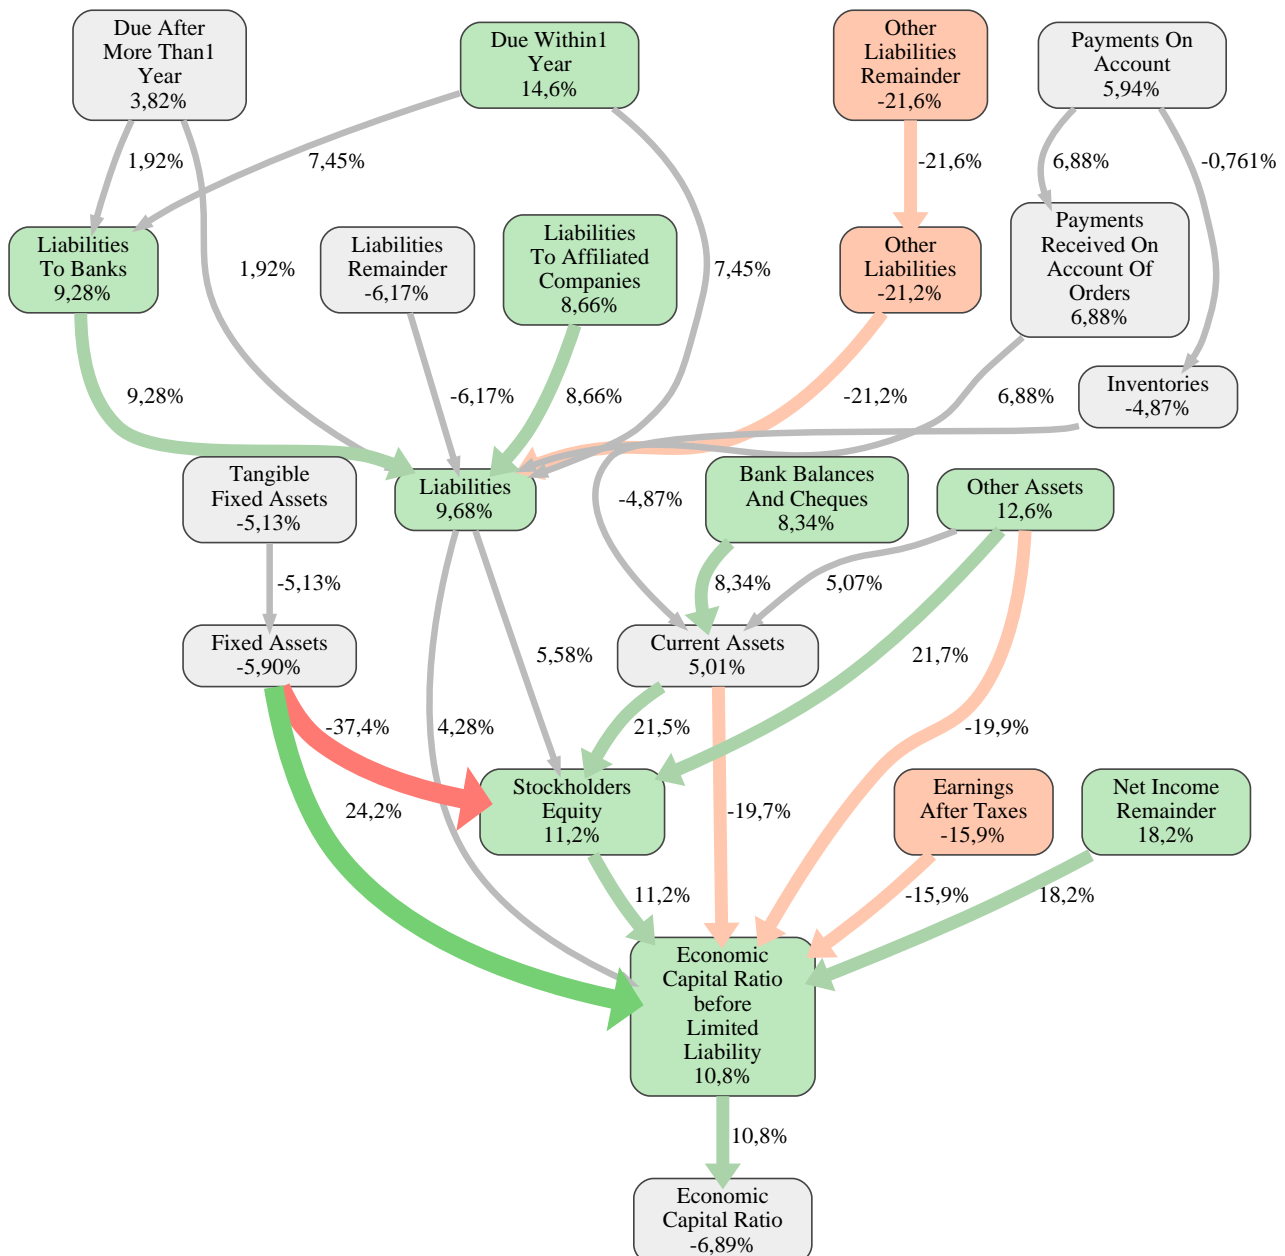 Due After
More Than1
Year
3,82%
Due Within1
Year
14,6%
Other
Liabilities
Remainder
-21,6%
Payments On
Account
5,94%
1,92%
7,45%
-21,6%
6,88%
-0,761%
Liabilities
To Banks
9,28%
1,92%
Liabilities
Remainder
-6,17%
Liabilities
To Affiliated
Companies
8,66%
7,45%
Other
Liabilities
-21,2%
Payments
Received On
Account Of
Orders
6,88%
9,28%
-6,17%
8,66%
-21,2%
6,88%
Inventories
-4,87%
Tangible
Fixed Assets
-5,13%
Liabilities
9,68%
-4,87%
Bank Balances
And Cheques
8,34%
Other Assets
12,6%
-5,13%
8,34%
5,07%
Fixed Assets
-5,90%
5,58%
Current Assets
5,01%
21,7%
-37,4%
4,28%
21,5%
-19,9%
24,2%
Stockholders
Equity
11,2%
-19,7%
Earnings
After Taxes
-15,9%
Net Income
Remainder
18,2%
11,2%
-15,9%
18,2%
Economic
Capital Ratio
before
Limited
Liability
10,8%
10,8%
Economic
Capital Ratio
-6,89%